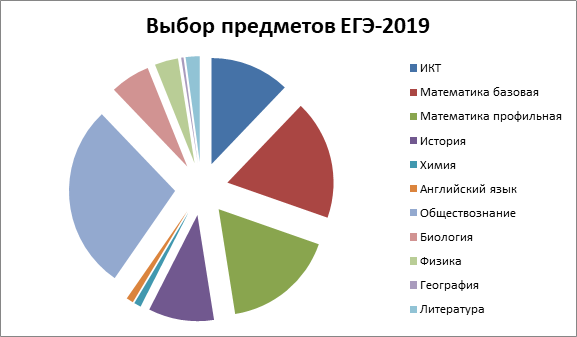 Выбор предметов ЕГЭ-2019
ИКТ
Математика базовая
Математика профильная
История
Химия
Английский язык
Обществознание
Биология
Физика
География
Литература